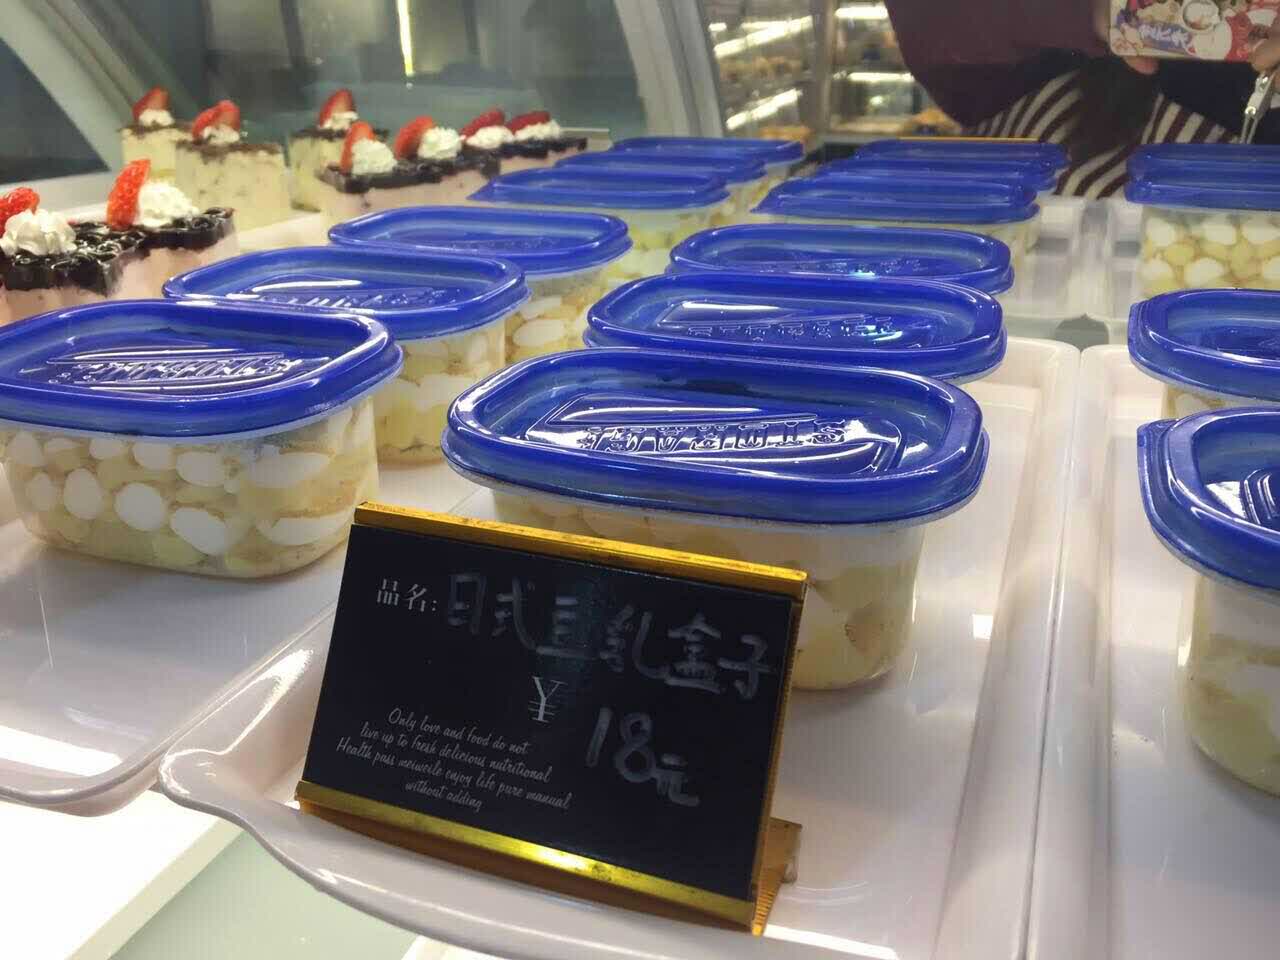 品名:日式豆乳盒子
¥ 18元
Only love and food do not
live up to fresh delicious nutritional
Health pass meiweile enjoy life pure manual
without adding